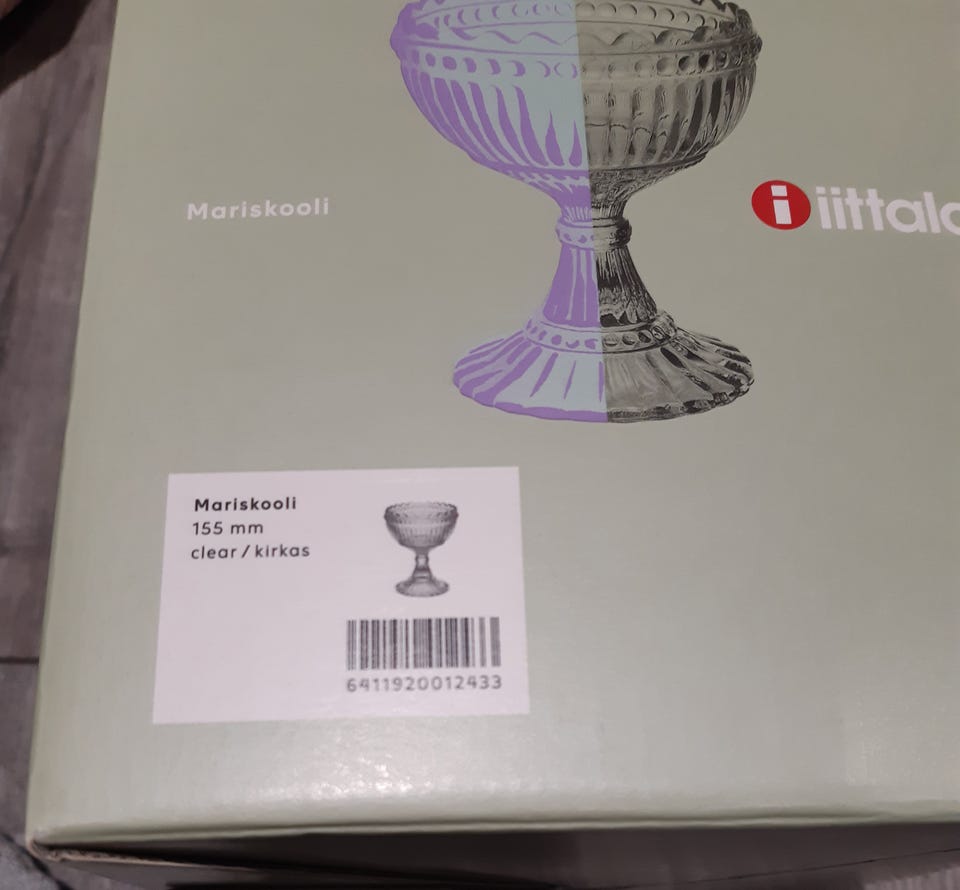 Mariskooli
iittala
Mariskooli
155 mm
clear / kirkas
6411920012433